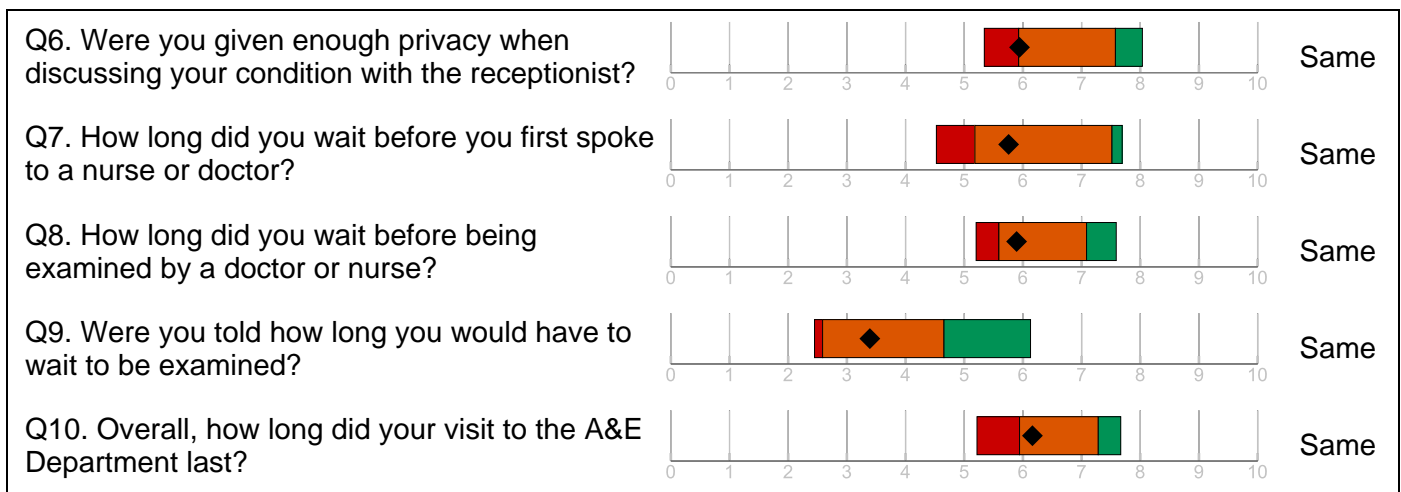 Q6. Were you given enough privacy when
discussing your condition with the receptionist?
0 1 2 3 4 5 6 7 8 9 10
Same
Q7. How long did you wait before you first spoke
to a nurse or doctor?
0 1 2 3 4 5 6 7 8 9 10
Same
Q8. How long did you wait before being
examined by a doctor or nurse?
0 1 2 3 4 5 6 7 8 9 10
Same
Q9. Were you told how long you would have to
wait to be examined?
0 1 2 3 4 5 6 7 8 9 10
Same
Q10. Overall, how long did your visit to the A&E
Department last?
0 1 2 3 4 5 6 7 8 9 10
Same